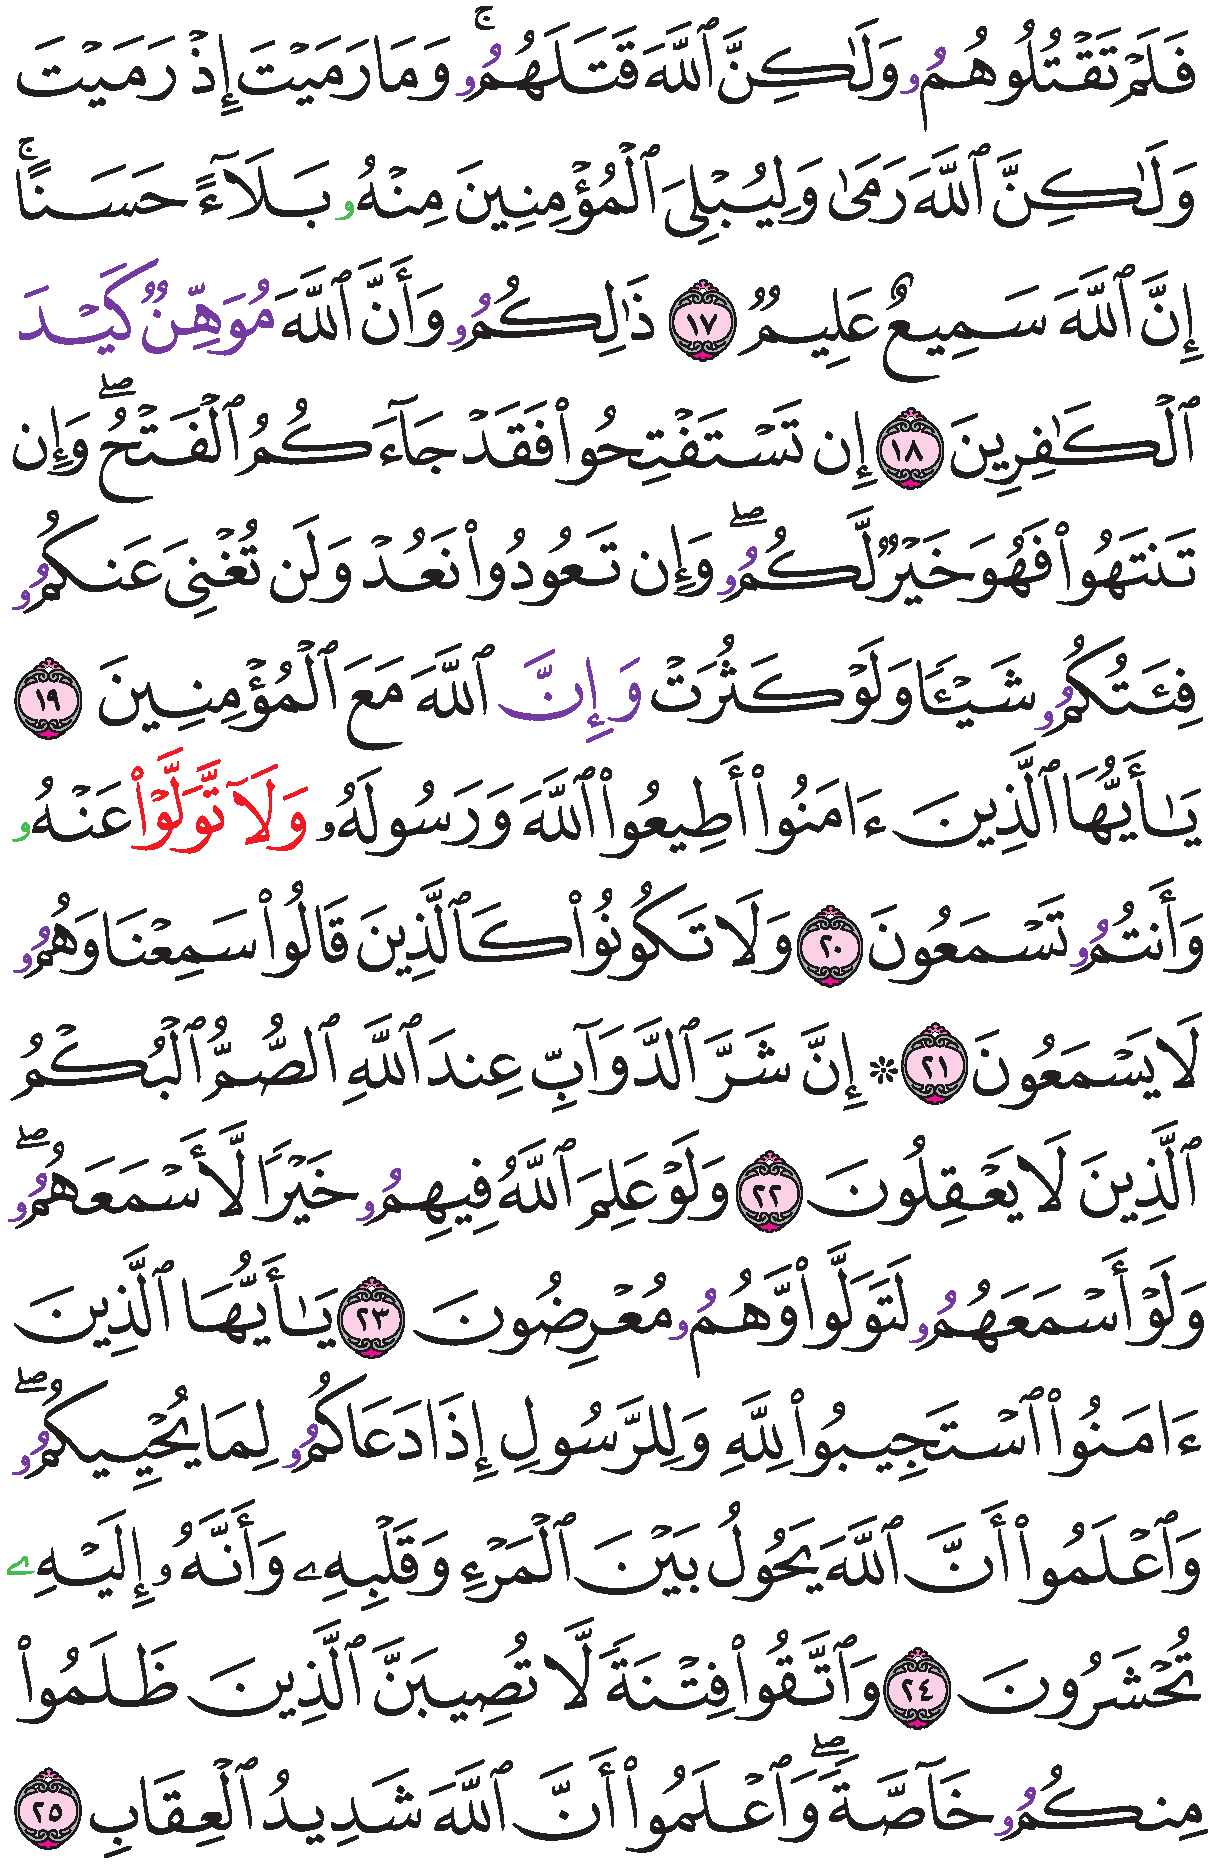 فَلَمۡ تَقۡتُلُوهُمُۥ وَلَٰكِنَّ ٱللَّهَ قَتَلَهُمُۥۚ وَمَا رَمَيۡتَ إِذۡ رَمَيۡتَ
وَلَٰكِنَّ ٱللَّهَ رَمَىٰ وَلِيُبۡلِيَ ٱلۡمُؤۡمِنِينَ مِنۡهُۥ بَلَآءً حَسَنًاۚ
إِنَّ ٱللَّهَ سَمِيعٌ عَلِيمٞ ١٧ ذَٰلِكُمُۥ وَأَنَّ ٱللَّهَ مُوَهِّنٞ كَيۡدَ
ٱلۡكَٰفِرِينَ ١٨ إِن تَسۡتَفۡتِحُواْ فَقَدۡ جَآءَكُمُ ٱلۡفَتۡحُۖ وَإِن
تَنتَهُواْ فَهُوَ خَيۡرٞ لَّكُمُۥۖ وَإِن تَعُودُواْ نَعُدۡ وَلَن تُغۡنِيَ عَنكُمُۥ
فِئَتُكُمُۥ شَيۡـٔٗا وَلَوۡ كَثُرَتۡ وَإِنَّ ٱللَّهَ مَعَ ٱلۡمُؤۡمِنِينَ ١٩
يَٰٓأَيُّهَا ٱلَّذِينَ ءَامَنُواْ أَطِيعُواْ ٱللَّهَ وَرَسُولَهُۥ وَلَآ تَّوَلَّوۡاْ عَنۡهُۥ
وَأَنتُمُۥ تَسۡمَعُونَ ٢٠ وَلَا تَكُونُواْ كَٱلَّذِينَ قَالُواْ سَمِعۡنَا وَهُمُۥ
لَا يَسۡمَعُونَ ٢١ ۞ إِنَّ شَرَّ ٱلدَّوَآبِّ عِندَ ٱللَّهِ ٱلصُّمُّ ٱلۡبُكۡمُ
ٱلَّذِينَ لَا يَعۡقِلُونَ ٢٢ وَلَوۡ عَلِمَ ٱللَّهُ فِيهِمُۥ خَيۡرٗا لَّأَسۡمَعَهُمُۥۖ
وَلَوۡ أَسۡمَعَهُمُۥ لَتَوَلَّواْ وَّهُمُۥ مُعۡرِضُونَ ٢٣ يَٰٓأَيُّهَا ٱلَّذِينَ
ءَامَنُواْ ٱسۡتَجِيبُواْ لِلَّهِ وَلِلرَّسُولِ إِذَا دَعَاكُمُۥ لِمَا يُحۡيِيكُمُۥۖ
وَٱعۡلَمُوٓاْ أَنَّ ٱللَّهَ يَحُولُ بَيۡنَ ٱلۡمَرۡءِ وَقَلۡبِهِۦ وَأَنَّهُۥ إِلَيۡهِۦ
تُحۡشَرُونَ ٢٤ وَٱتَّقُواْ فِتۡنَةٗ لَّا تُصِيبَنَّ ٱلَّذِينَ ظَلَمُواْ
مِنكُمُۥ خَآصَّةٗۖ وَٱعۡلَمُوٓاْ أَنَّ ٱللَّهَ شَدِيدُ ٱلۡعِقَابِ ٢٥